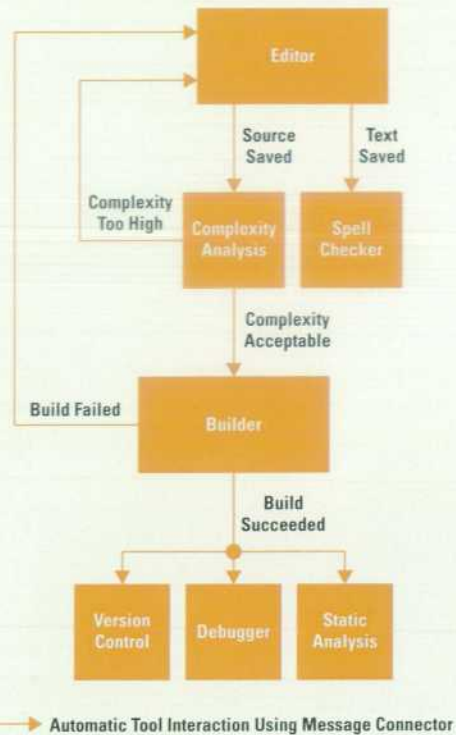 Editor
Source
Saved
Text
Saved
Complexity
Too High
Complexity
Analysis
Spell
Checker
Complexity
Acceptable
Build Failed
Builder
Build
Succeeded
Version
Control
Debugger
Static
Analysis
Automatic Tool Interaction Using Message Connector